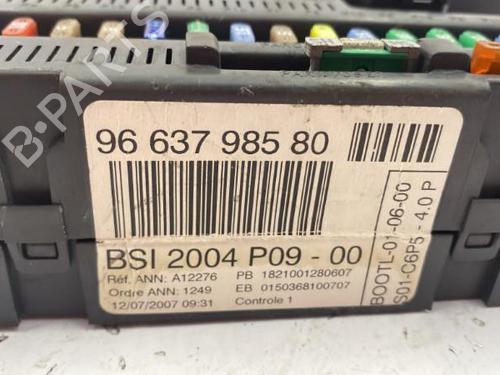 B-PARTS
96 637 985 80
BSI 2004 P09 - 00
Réf. ANN: A12276 PB 1821001280607
Ordre ANN: 1249 EB 0150368100707
12/07/2007 09:31 Controle 1
BOOTL-01-06-00
S01-C6P5 - 4.0 P